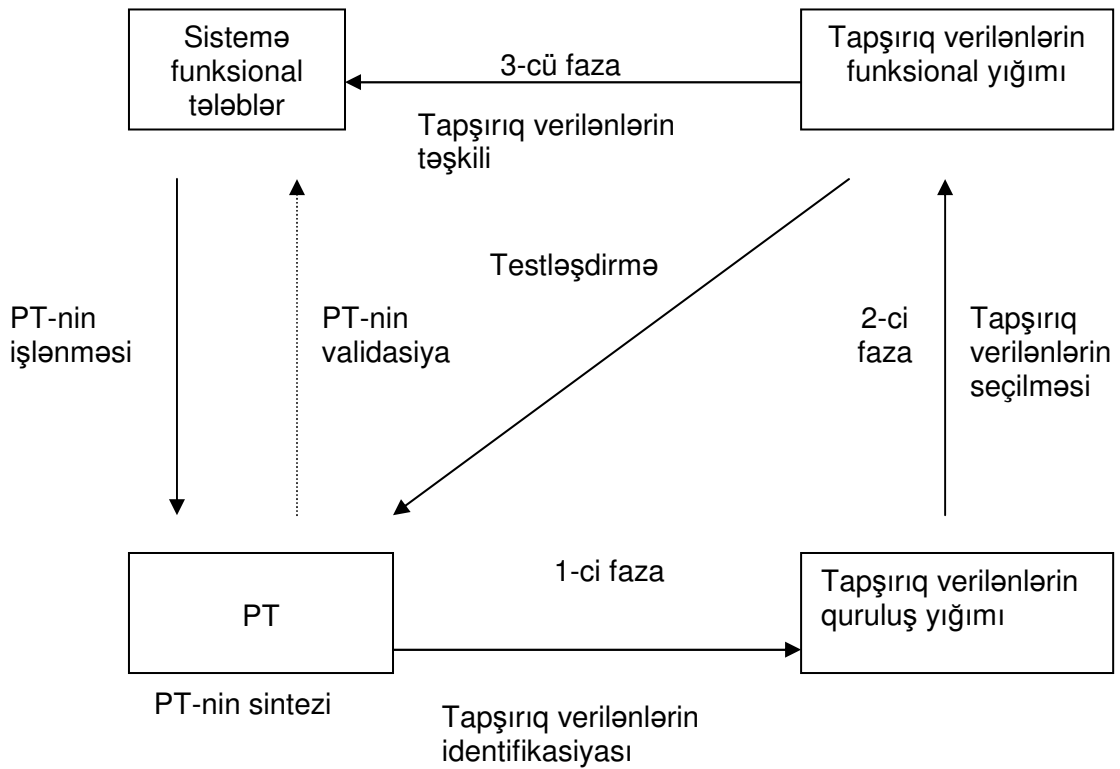 Sistemə
funksional
tələblər
3-cü faza
Tapşırıq verilənlərin
funksional yığımı
Tapşırıq verilənlərin
təşkili
Testləşdirmə
PT-nin
işlənməsi
PT-nin
validasiya
2-ci
faza
Tapşırıq
verilənlərin
seçilməsi
PT
1-ci faza
Tapşırıq verilənlərin
quruluş yığımı
PT-nin sintezi
Tapşırıq verilənlərin
identifikasiyası